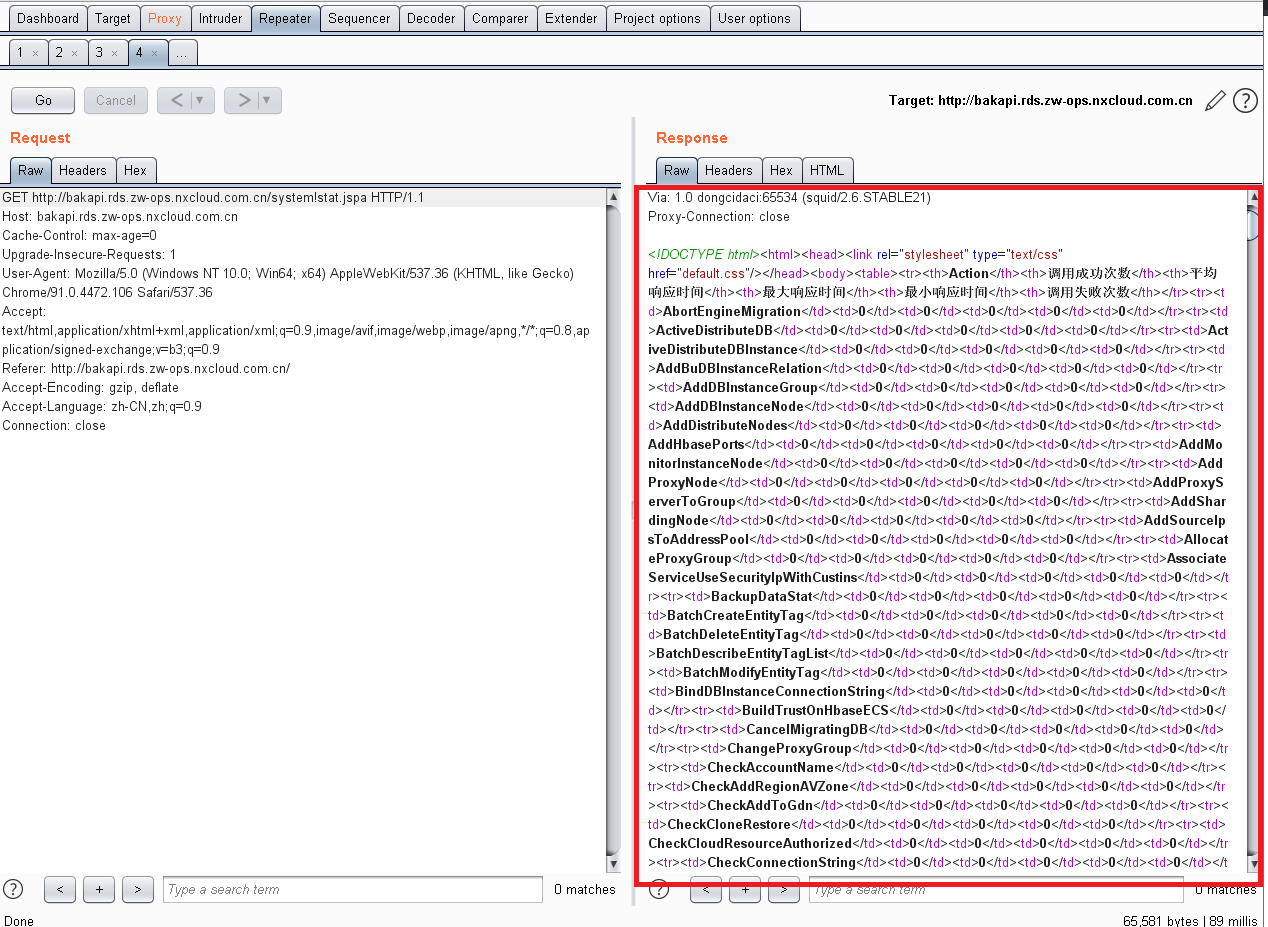 Dashboard Target Proxy Intruder Repeater Sequencer Decoder Comparer Extender Project options User options
1 × 2 × 3 × 4 × ...
Go Cancel < ▼ > ▼ Target: http://bakapi.rds.zw-ops.nxcloud.com.cn ?
Request
Raw Headers Hex
GET http://bakapi.rds.zw-ops.nxcloud.com.cn/system!stat.jspa HTTP/1.1
Host: bakapi.rds.zw-ops.nxcloud.com.cn
Cache-Control: max-age=0
Upgrade-Insecure-Requests: 1
User-Agent: Mozilla/5.0 (Windows NT 10.0; Win64; x64) AppleWebKit/537.36 (KHTML, like Gecko)
Chrome/91.0.4472.106 Safari/537.36
Accept:
text/html,application/xhtml+xml,application/xml;q=0.9,image/avif,image/webp,image/apng,*/*;q=0.8,ap
plication/signed-exchange;v=b3;q=0.9
Referer: http://bakapi.rds.zw-ops.nxcloud.com.cn/
Accept-Encoding: gzip, deflate
Accept-Language: zh-CN,zh;q=0.9
Connection: close
? < + > Type a search term 0 matches
Done
Response
Raw Headers Hex HTML
Via: 1.0 dongcidaci:65534 (squid/2.6.STABLE21)
Proxy-Connection: close
<!DOCTYPE html><html><head><link rel="stylesheet" type="text/css"
href="default.css"/></head><body><table><tr><th>Action</th><th>调用成功次数</th><th>平均
响应时间</th><th>最大响应时间</th><th>最小响应时间</th><th>调用失败次数</th></tr><tr><t
d>AbortEngineMigration</td><td>0</td><td>0</td><td>0</td><td>0</td><td>0</td></tr><tr><td
>ActiveDistributeDB</td><td>0</td><td>0</td><td>0</td><td>0</td><td>0</td></tr><tr><td>Act
iveDistributeDBInstance</td><td>0</td><td>0</td><td>0</td><td>0</td><td>0</td></tr><tr><td
>AddBuDBInstanceRelation</td><td>0</td><td>0</td><td>0</td><td>0</td><td>0</td></tr><tr
><td>AddDBInstanceGroup</td><td>0</td><td>0</td><td>0</td><td>0</td><td>0</td></tr><tr>
<td>AddDBInstanceNode</td><td>0</td><td>0</td><td>0</td><td>0</td><td>0</td></tr><tr><t
d>AddDistributeNodes</td><td>0</td><td>0</td><td>0</td><td>0</td><td>0</td></tr><tr><td>
AddHbasePorts</td><td>0</td><td>0</td><td>0</td><td>0</td><td>0</td></tr><tr><td>AddMo
nitorInstanceNode</td><td>0</td><td>0</td><td>0</td><td>0</td><td>0</td></tr><tr><td>Add
ProxyNode</td><td>0</td><td>0</td><td>0</td><td>0</td><td>0</td></tr><tr><td>AddProxyS
erverToGroup</td><td>0</td><td>0</td><td>0</td><td>0</td><td>0</td></tr><tr><td>AddShar
dingNode</td><td>0</td><td>0</td><td>0</td><td>0</td><td>0</td></tr><tr><td>AddSourceIp
sToAddressPool</td><td>0</td><td>0</td><td>0</td><td>0</td><td>0</td></tr><tr><td>Allocat
eProxyGroup</td><td>0</td><td>0</td><td>0</td><td>0</td><td>0</td></tr><tr><td>Associate
ServiceUseSecurityIpWithCustins</td><td>0</td><td>0</td><td>0</td><td>0</td><td>0</td></t
r><tr><td>BackupDataStat</td><td>0</td><td>0</td><td>0</td><td>0</td><td>0</td></tr><tr><
td>BatchCreateEntityTag</td><td>0</td><td>0</td><td>0</td><td>0</td><td>0</td></tr><tr><t
d>BatchDeleteEntityTag</td><td>0</td><td>0</td><td>0</td><td>0</td><td>0</td></tr><tr><td
>BatchDescribeEntityTagList</td><td>0</td><td>0</td><td>0</td><td>0</td><td>0</td></tr><tr
><td>BatchModifyEntityTag</td><td>0</td><td>0</td><td>0</td><td>0</td><td>0</td></tr><tr>
<td>BindDBInstanceConnectionString</td><td>0</td><td>0</td><td>0</td><td>0</td><td>0</t
d></tr><tr><td>BuildTrustOnHbaseECS</td><td>0</td><td>0</td><td>0</td><td>0</td><td>0</
td></tr><tr><td>CancelMigratingDB</td><td>0</td><td>0</td><td>0</td><td>0</td><td>0</td>
</tr><tr><td>ChangeProxyGroup</td><td>0</td><td>0</td><td>0</td><td>0</td><td>0</td></tr
><tr><td>CheckAccountName</td><td>0</td><td>0</td><td>0</td><td>0</td><td>0</td></tr><
tr><td>CheckAddRegionAVZone</td><td>0</td><td>0</td><td>0</td><td>0</td><td>0</td></tr
><tr><td>CheckAddToGdn</td><td>0</td><td>0</td><td>0</td><td>0</td><td>0</td></tr><tr><
td>CheckCloneRestore</td><td>0</td><td>0</td><td>0</td><td>0</td><td>0</td></tr><tr><td>
CheckCloudResourceAuthorized</td><td>0</td><td>0</td><td>0</td><td>0</td><td>0</td></tr
><tr><td>CheckConnectionString</td><td>0</td><td>0</td><td>0</td><td>0</td><td>0</td></t
? < + > Type a search term 0 matches
65,581 bytes | 89 millis